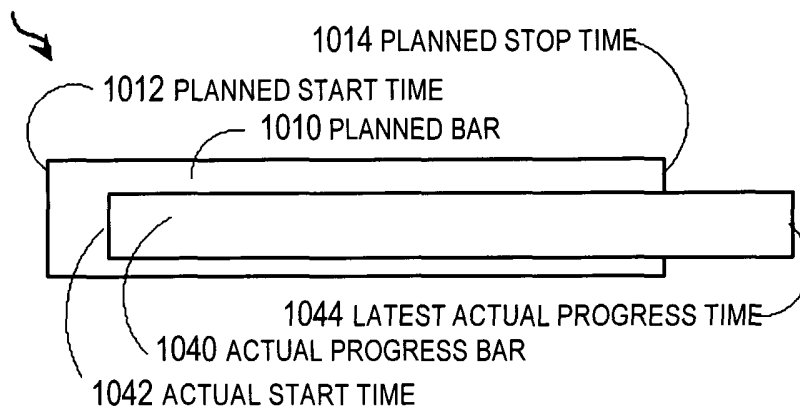 1014 PLANNED STOP TIME
1012 PLANNED START TIME
1010 PLANNED BAR
1044 LATEST ACTUAL PROGRESS TIME
1040 ACTUAL PROGRESS BAR
1042 ACTUAL START TIME